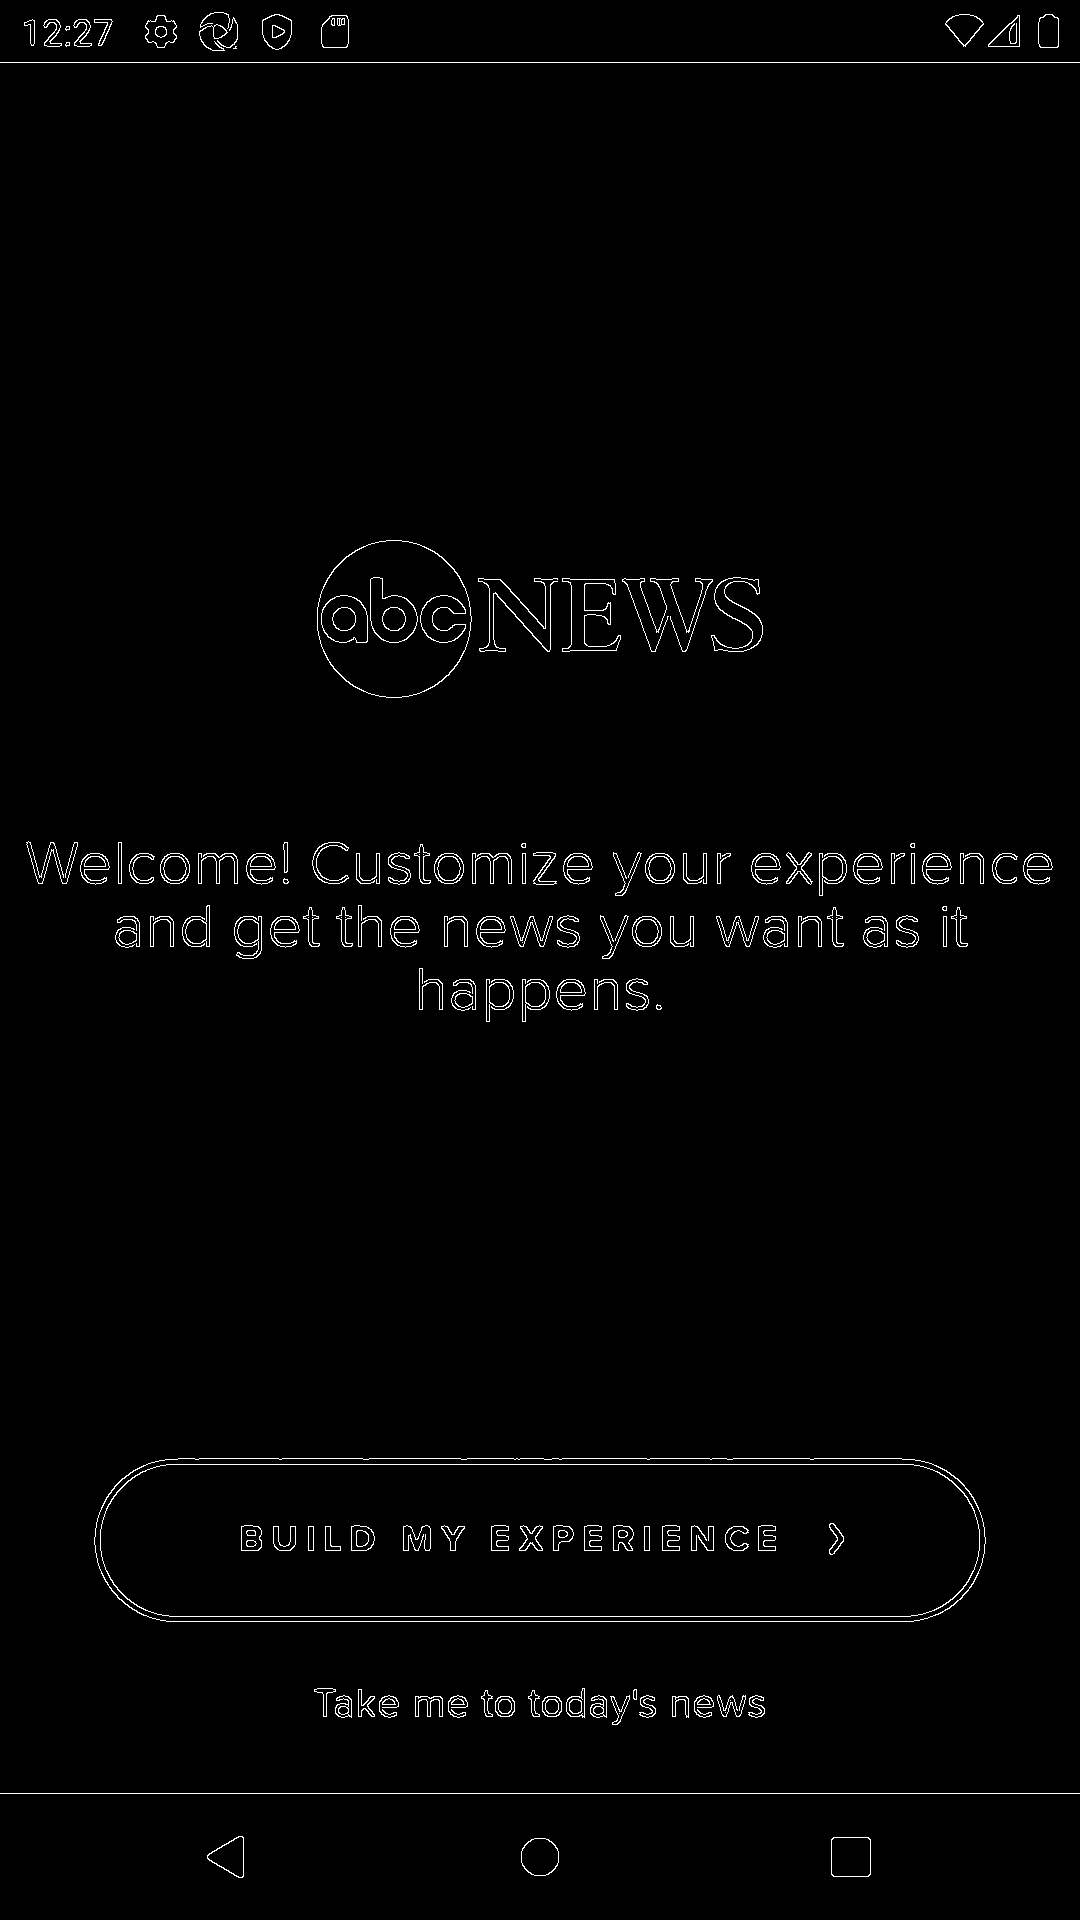 12:27
abc NEWS
Welcome! Customize your experience
and get the news you want as it
happens.
BUILD MY EXPERIENCE
Take me to today's news